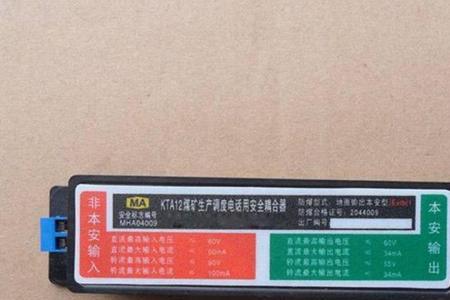 MA
KTA12煤矿生产调度电话用安全耦合器
安全标志编号
MHA04009
防爆型式:地面输出本安型[Exib]I
防爆合格证号:2044009
出厂编号
非本安输入
直流最高输入电压 ≤ 60V
直流最大输入电流 ≤
铃流最高输入电压 ≤ 90V
铃流最大输入电流 ≤ 100mA
直流最高输出电压 ≤ 60V
直流最大输出电流 ≤ 34mA
铃流最高输出电压 ≤
铃流最大输出电流 ≤ 34mA
本安输出